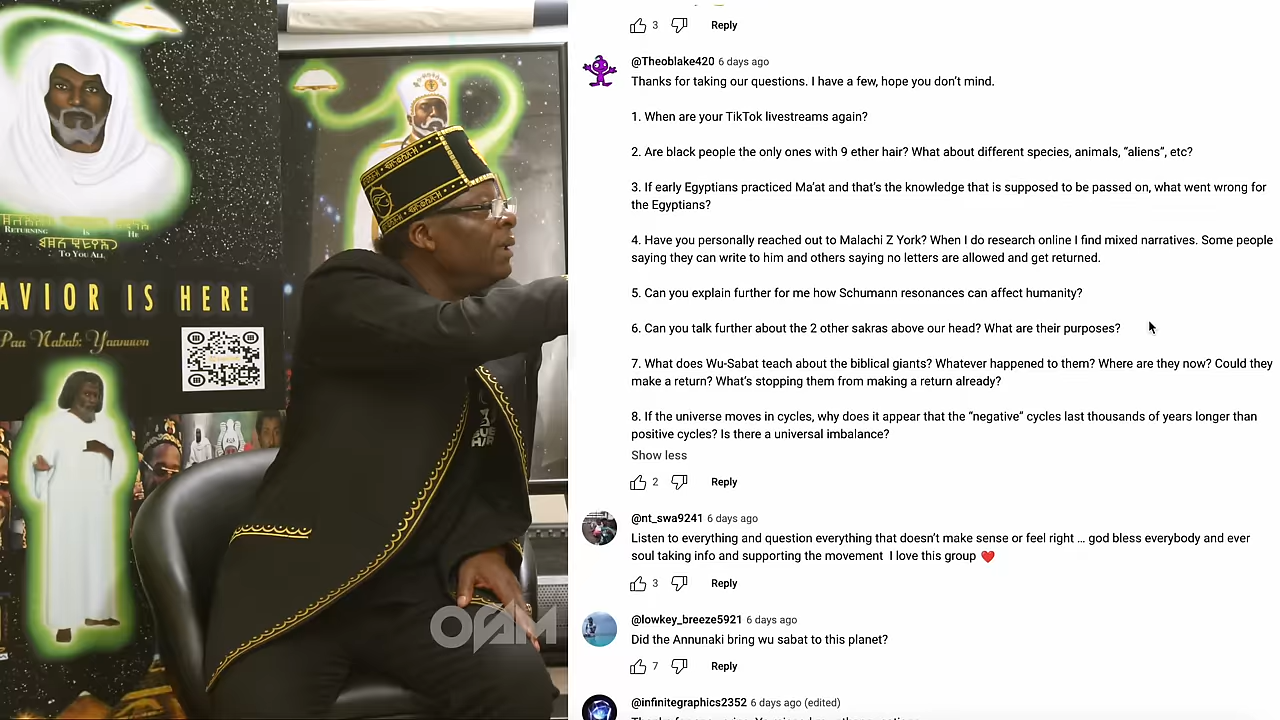 RETURNING IS HE
TO YOU ALL
AVIOR IS HERE
Paa Nabab: Yaanuwn
OAM
3
Reply
@Theoblake420 6 days ago
Thanks for taking our questions. I have a few, hope you don’t mind.
1. When are your TikTok livestreams again?
2. Are black people the only ones with 9 ether hair? What about different species, animals, “aliens”, etc?
3. If early Egyptians practiced Ma’at and that’s the knowledge that is supposed to be passed on, what went wrong for
the Egyptians?
4. Have you personally reached out to Malachi Z York? When I do research online I find mixed narratives. Some people
saying they can write to him and others saying no letters are allowed and get returned.
5. Can you explain further for me how Schumann resonances can affect humanity?
6. Can you talk further about the 2 other sakras above our head? What are their purposes?
7. What does Wu-Sabat teach about the biblical giants? Whatever happened to them? Where are they now? Could they
make a return? What’s stopping them from making a return already?
8. If the universe moves in cycles, why does it appear that the “negative” cycles last thousands of years longer than
positive cycles? Is there a universal imbalance?
Show less
2
Reply
@nt_swa9241 6 days ago
Listen to everything and question everything that doesn’t make sense or feel right … god bless everybody and ever
soul taking info and supporting the movement I love this group ❤️
3
Reply
@lowkey_breeze5921 6 days ago
Did the Annunaki bring wu sabat to this planet?
7
Reply
@infinitegraphics2352 6 days ago (edited)